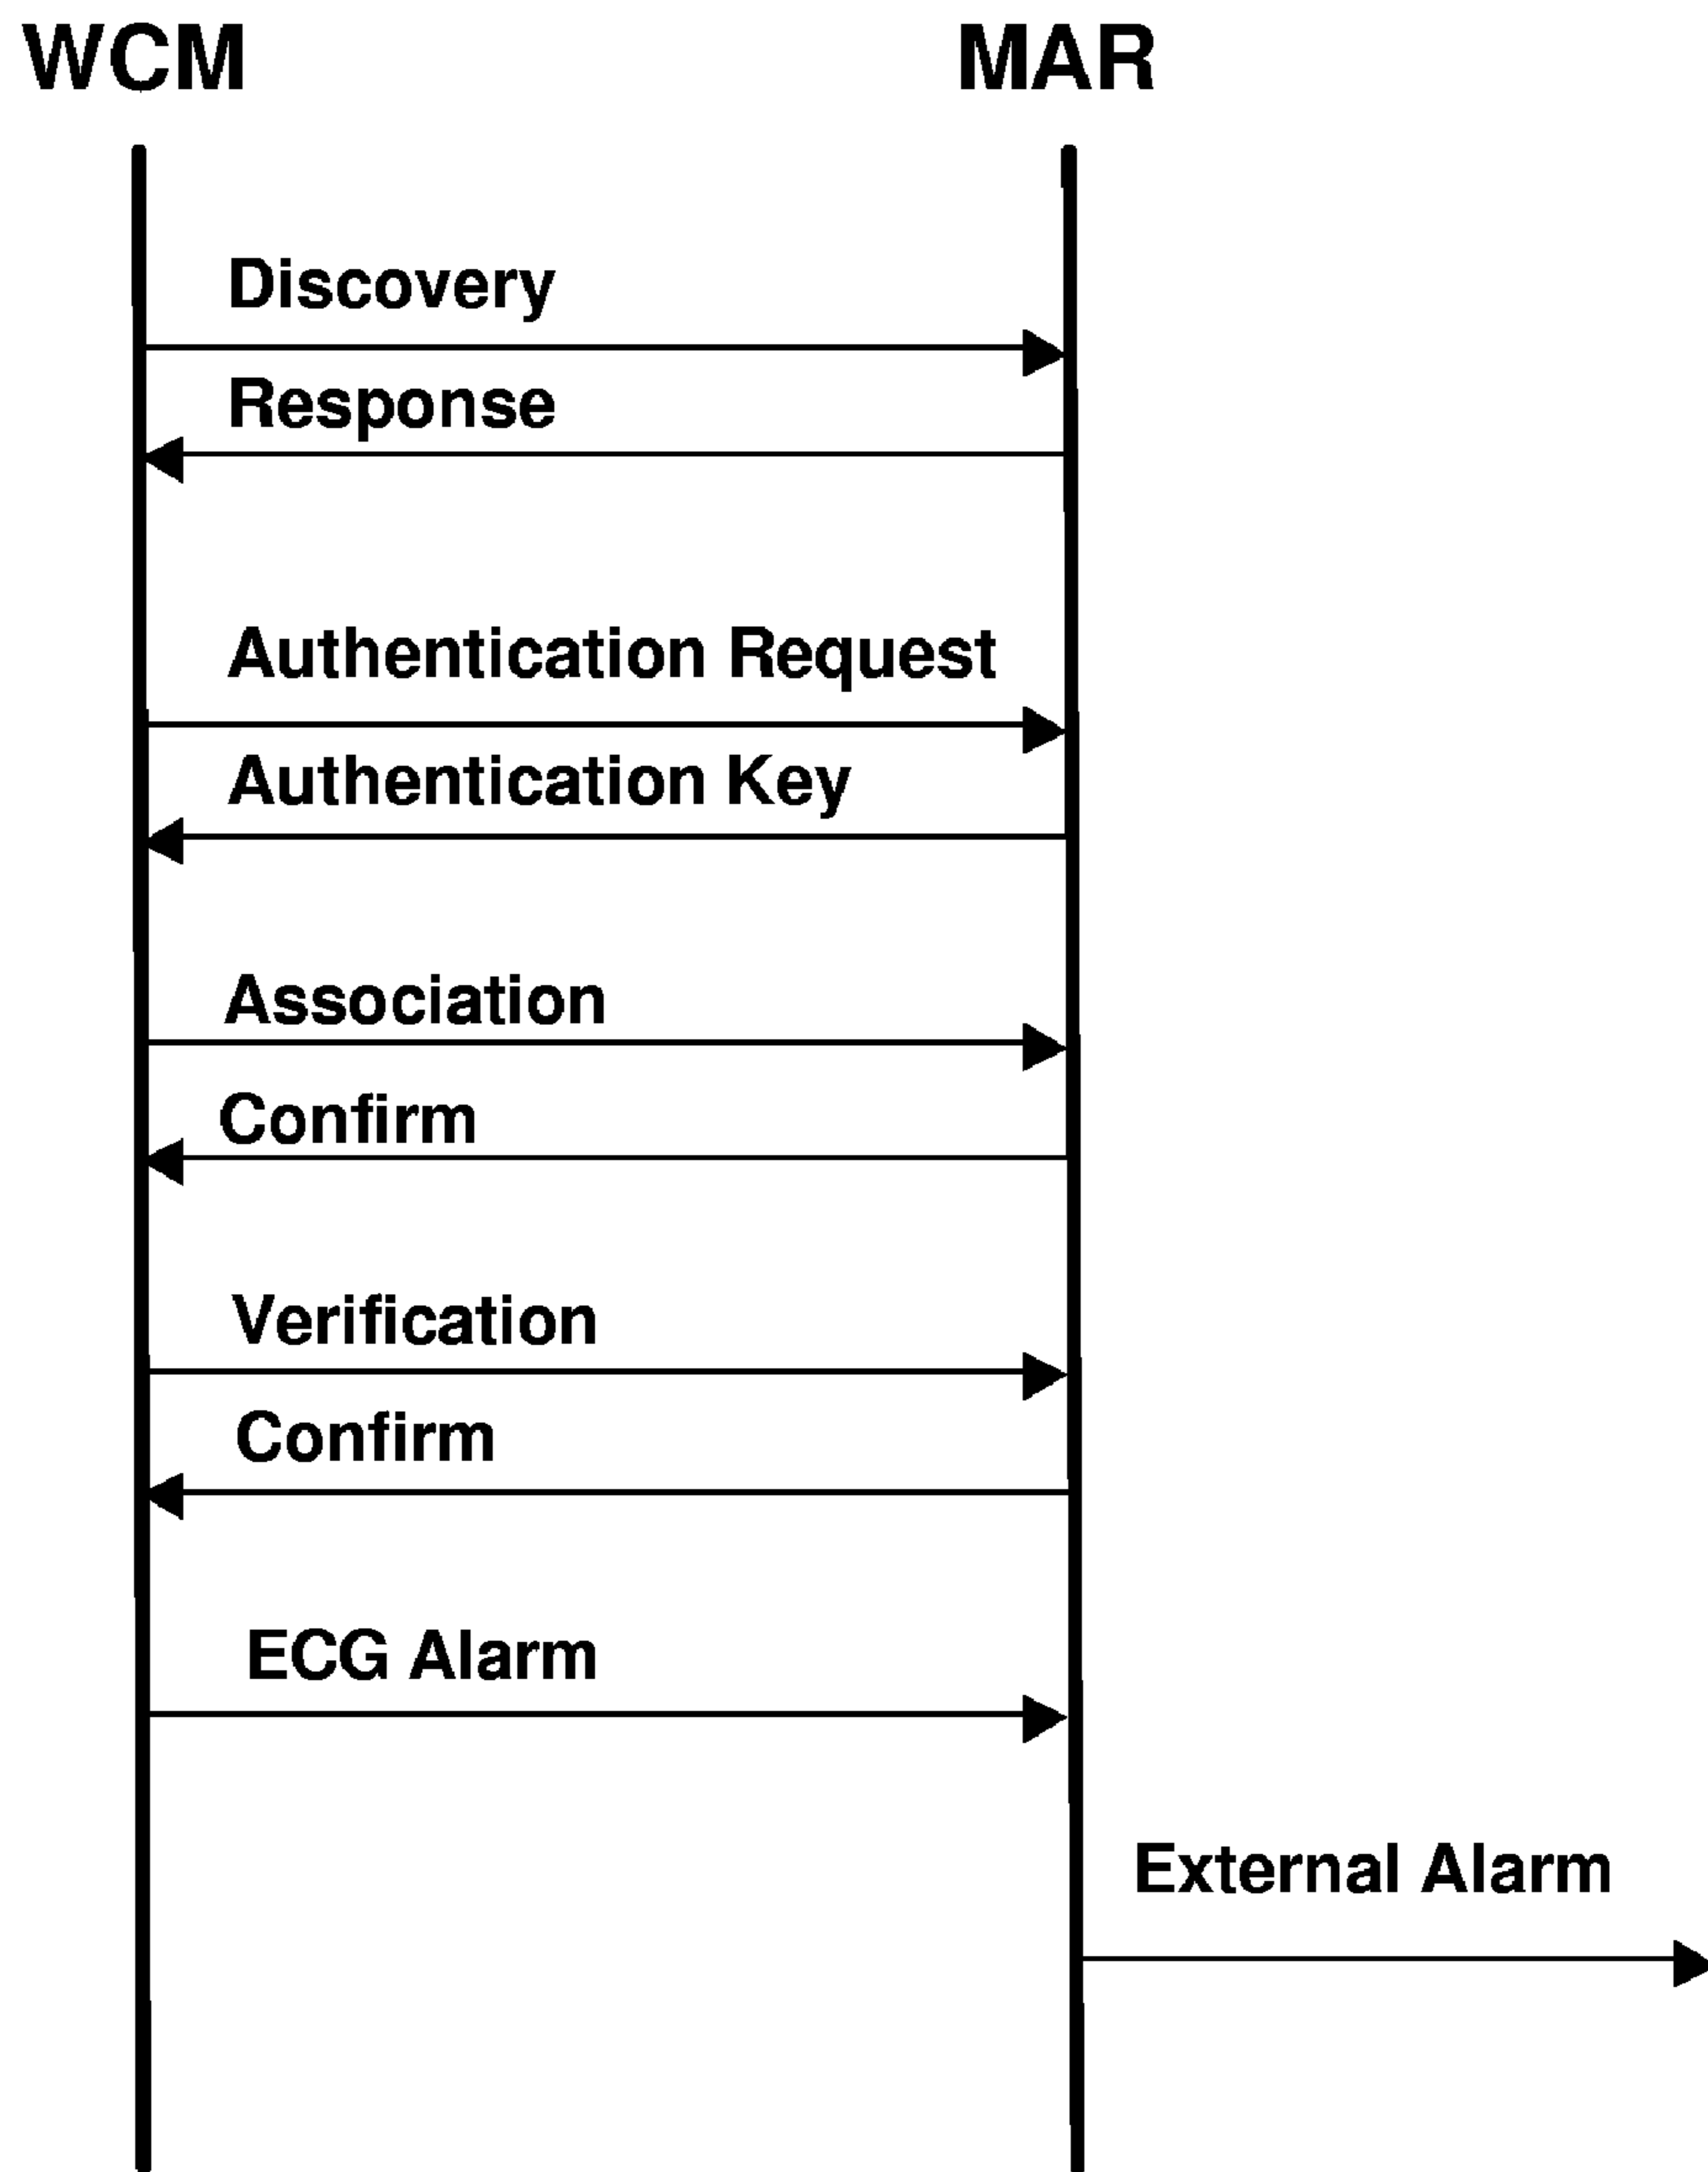 WCM MAR
Discovery
Response
Authentication Request
Authentication Key
Association
Confirm
Verification
Confirm
ECG Alarm
External Alarm